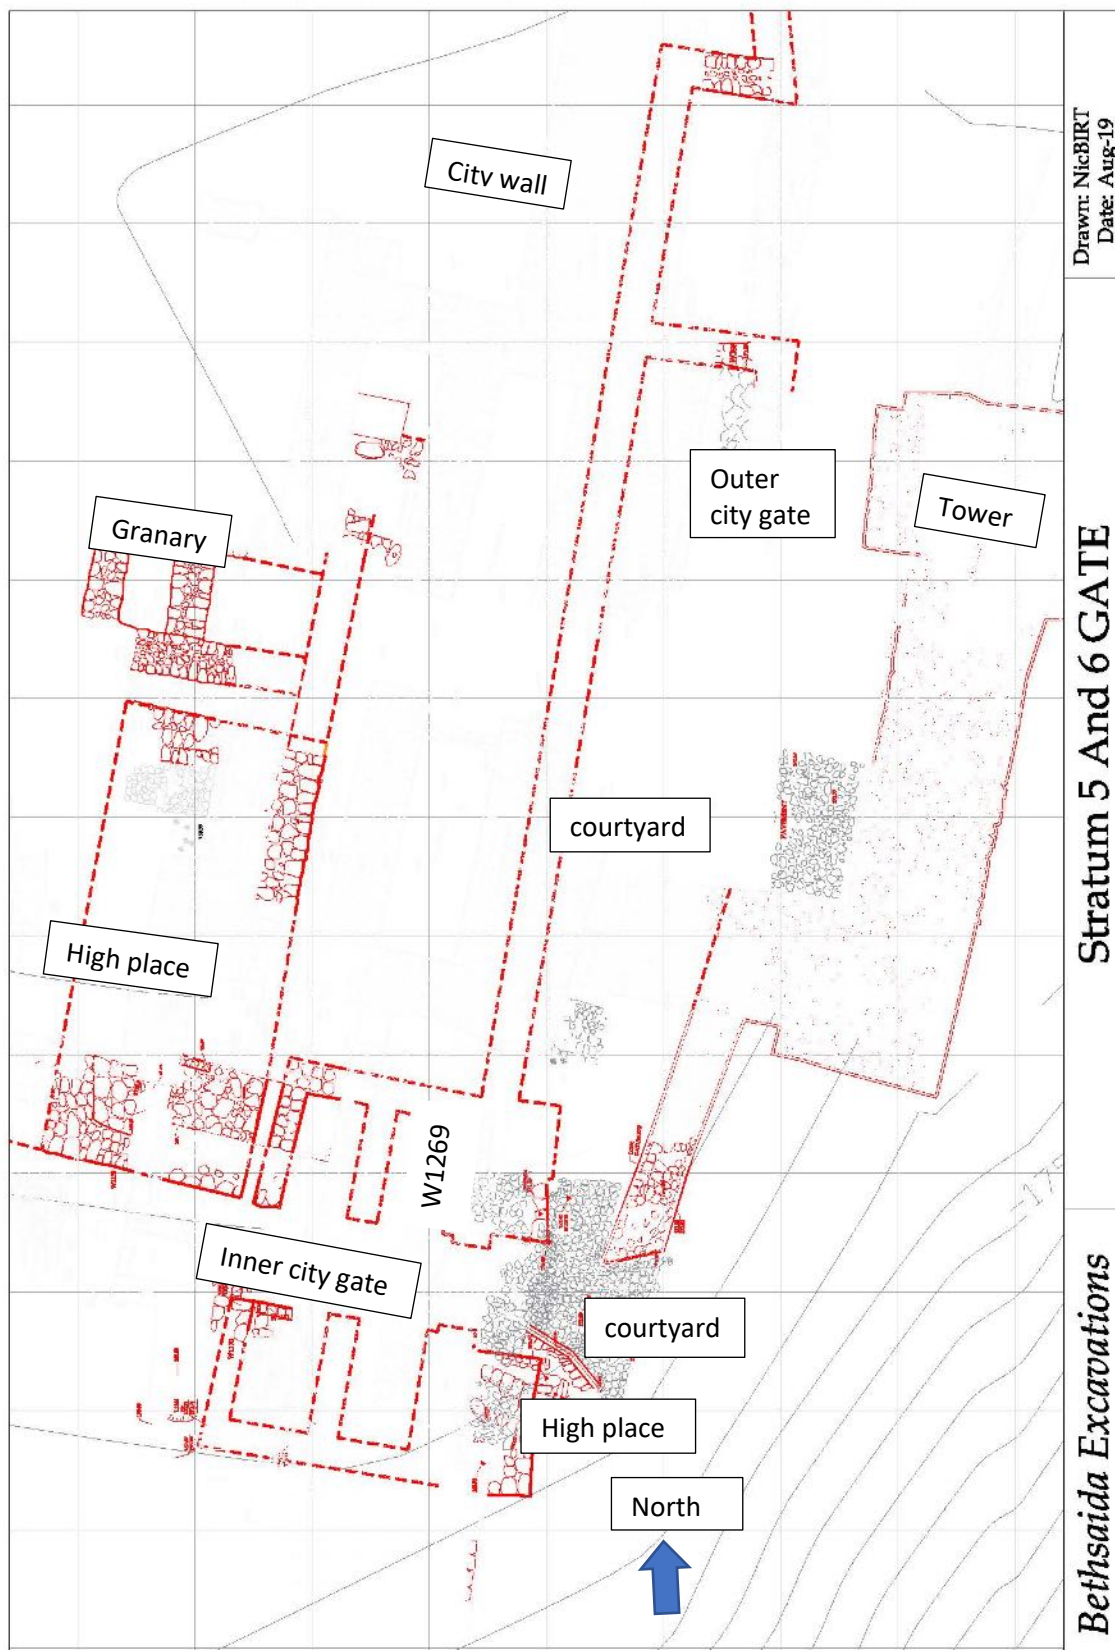 City wall
Granary
Outer
city gate
Tower
courtyard
High place
W1269
Inner city gate
courtyard
High place
North
Drawn: NicBIRT
Date: Aug-19
Stratum 5 And 6 GATE
Bethsaida Excavations
PAVEMENT